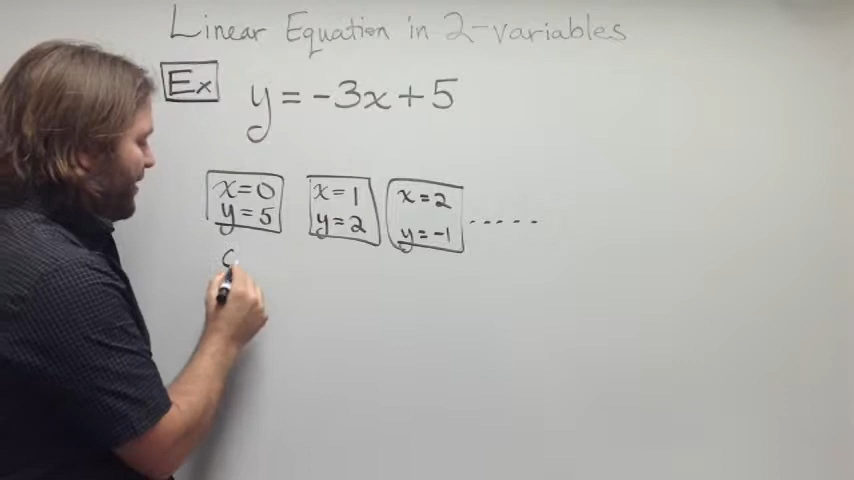 Linear Equation in 2-variables
Ex y = -3x + 5
x = 0 x = 1 x = 2
y = 5 y = 2 y = -1 .....